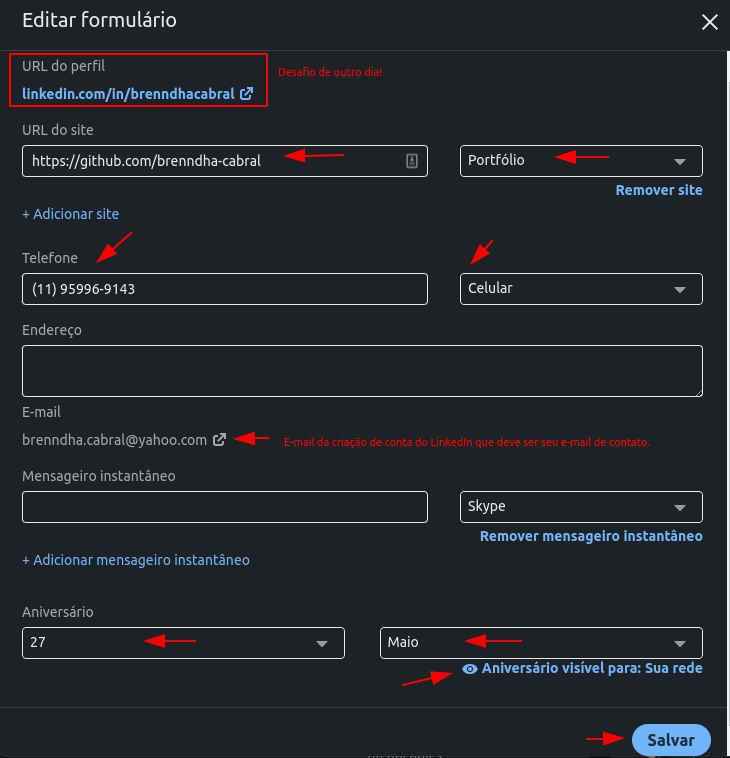 Editar formulário
URL do perfil
Desafio de outro dia!
linkedin.com/in/brenndhacabral
URL do site
https://github.com/brenndha-cabral
Portfólio
Remover site
+ Adicionar site
Telefone
(11) 95996-9143
Celular
Endereço
E-mail
brenndha.cabral@yahoo.com
E-mail da criação de conta do LinkedIn que deve ser seu e-mail de contato.
Mensageiro instantâneo
Skype
Remover mensageiro instantâneo
+ Adicionar mensageiro instantâneo
Aniversário
27
Maio
Aniversário visível para: Sua rede
Salvar